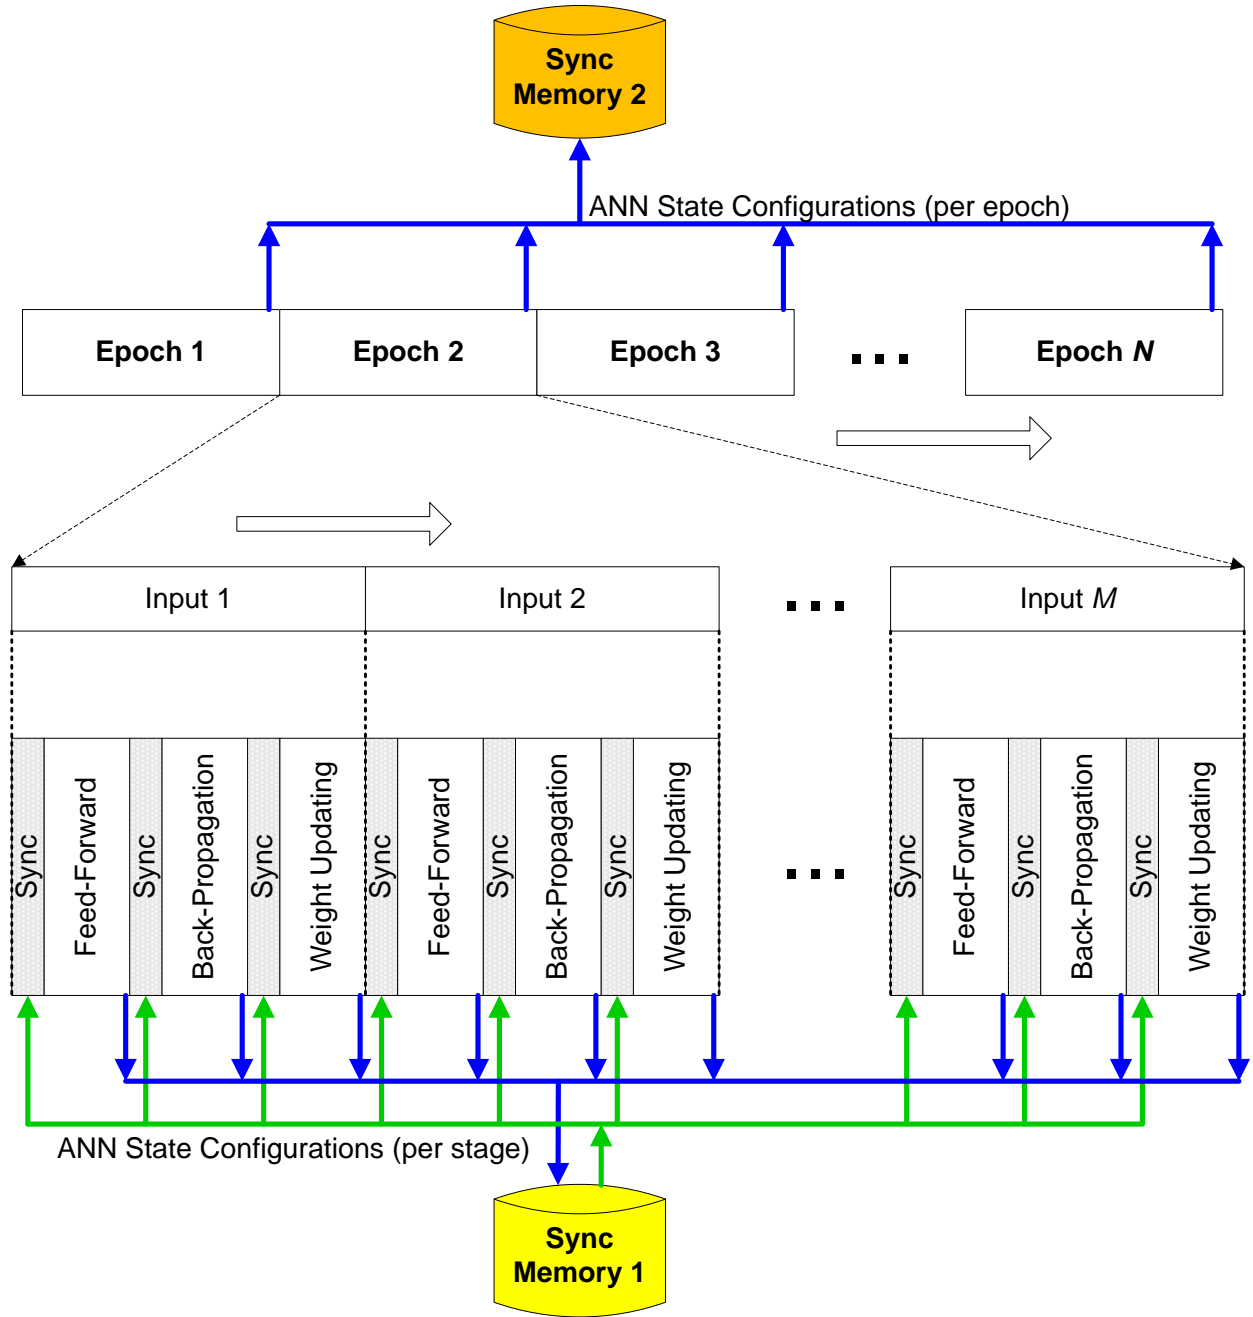 Sync
Memory 2
ANN State Configurations (per epoch)
Epoch 1
Epoch 2
Epoch 3
Epoch N
Input 1
Input 2
Input M
Sync
Feed-Forward
Sync
Back-Propagation
Sync
Weight Updating
Sync
Feed-Forward
Sync
Back-Propagation
Sync
Weight Updating
Sync
Feed-Forward
Sync
Back-Propagation
Sync
Weight Updating
ANN State Configurations (per stage)
Sync
Memory 1